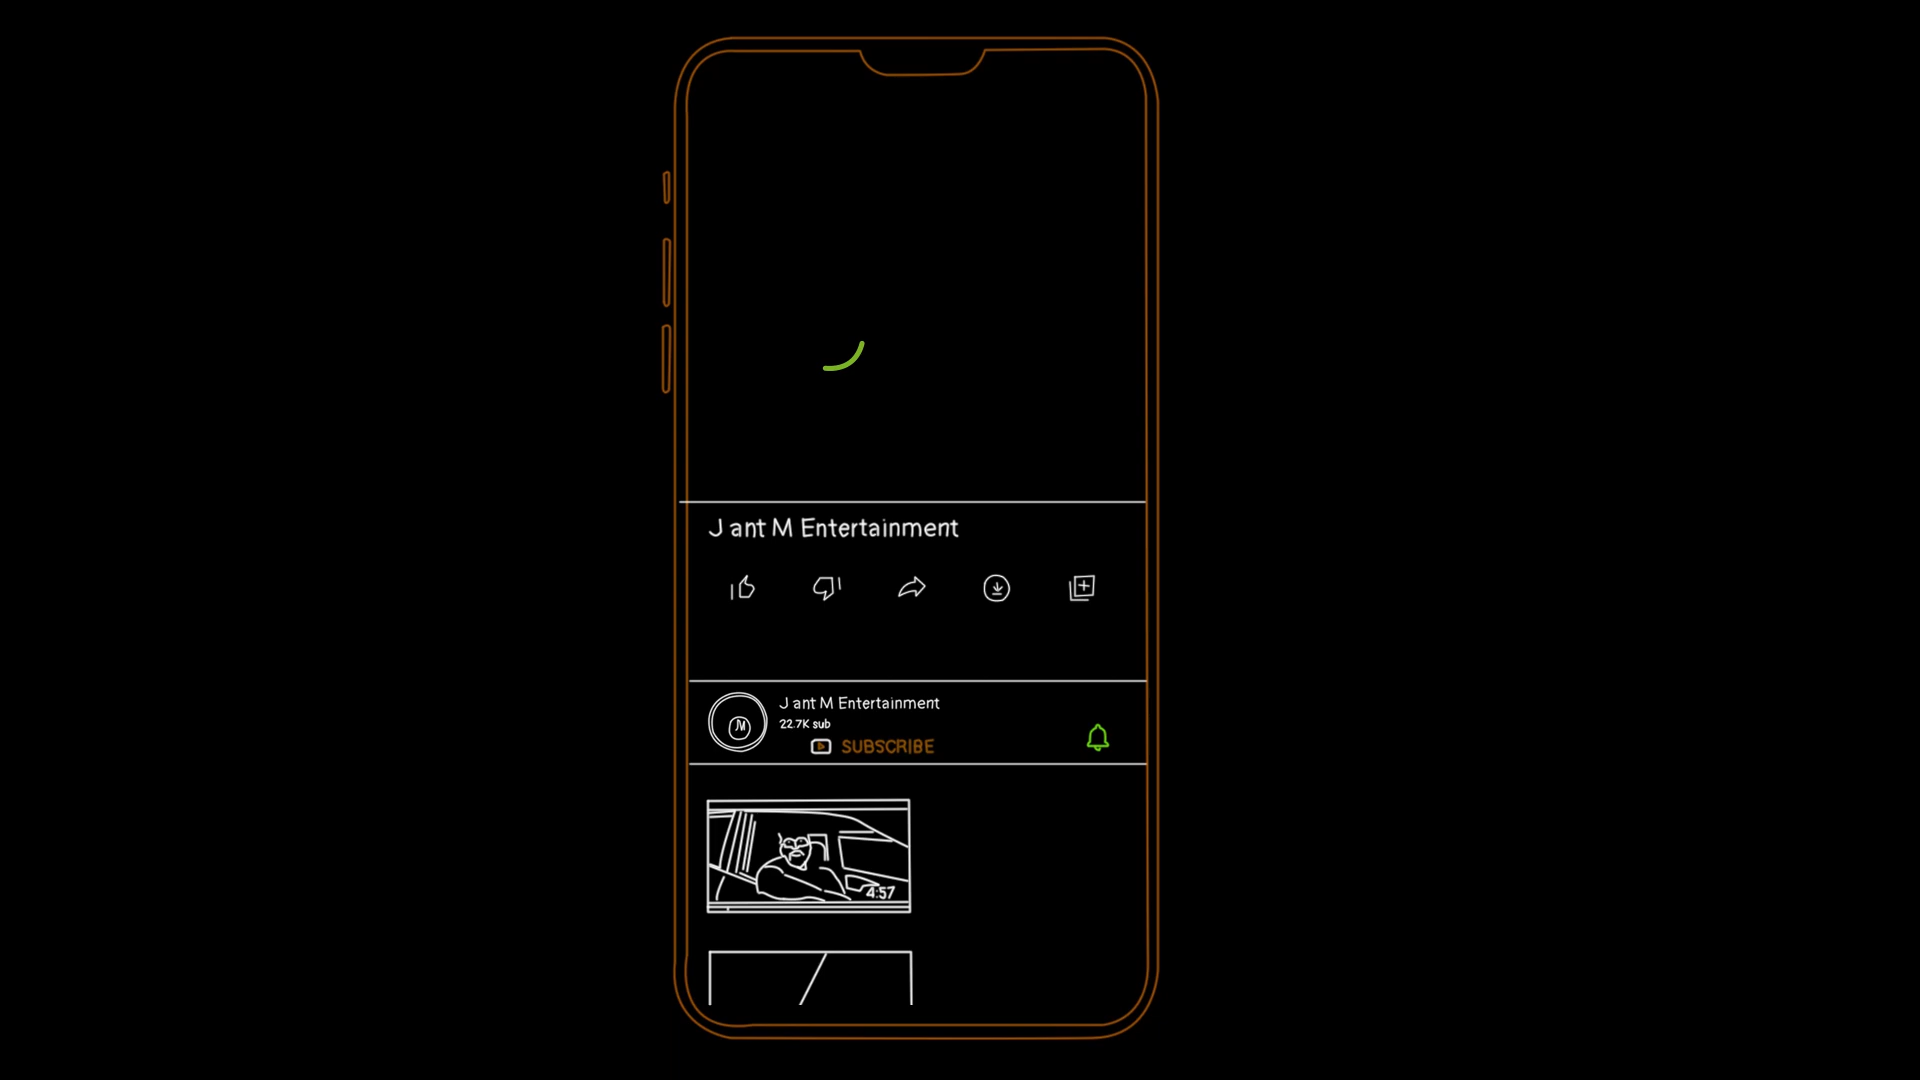 J ant M Entertainment
M
J ant M Entertainment
22.7K sub
SUBSCRIBE
4:57